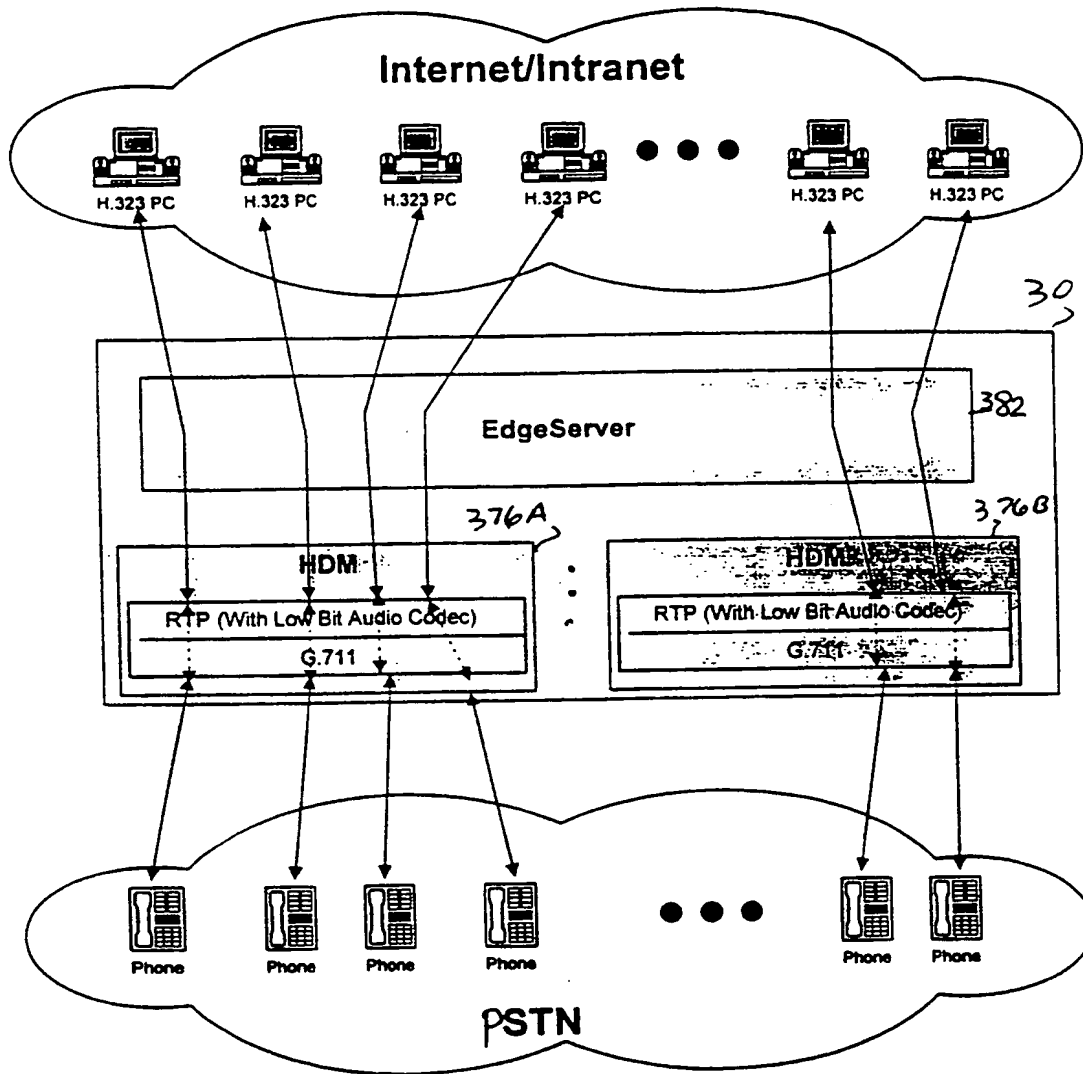 Internet/Intranet
H.323 PC H.323 PC H.323 PC H.323 PC H.323 PC H.323 PC
30
EdgeServer
382
376A
376B
HDM
HDM
RTP (With Low Bit Audio Codec)
RTP (With Low Bit Audio Codec)
G.711
G.711
Phone Phone Phone Phone Phone Phone
PSTN